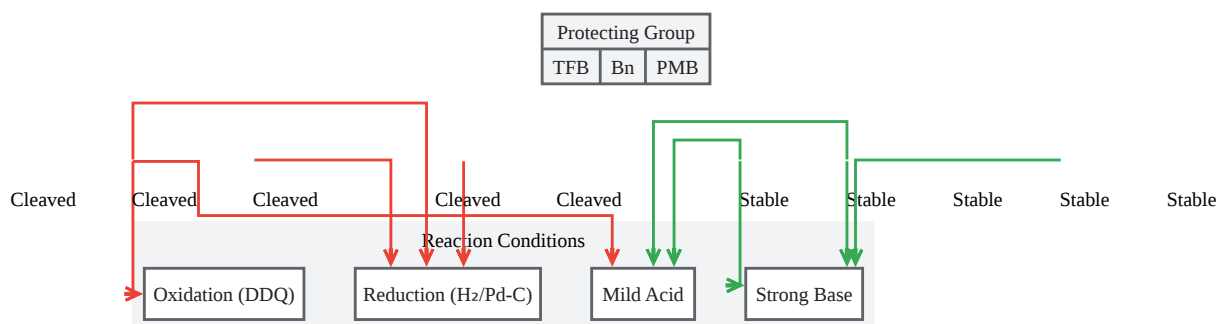 Protecting Group
TFB Bn PMB
Cleaved Cleaved Cleaved Cleaved Cleaved Stable Stable Stable Stable Stable
Reaction Conditions
Oxidation (DDQ) Reduction (H₂/Pd-C) Mild Acid Strong Base